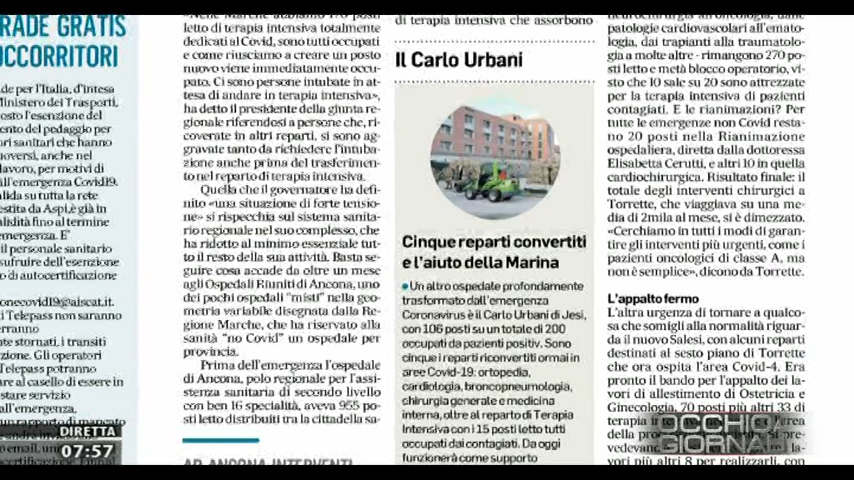 RADE GRATIS
OCCORRITORI
de per l'Italia, d'intesa
Ministero dei Trasporti,
osto l'esenzione del
ento del pedaggio per
ori sanitari che hanno
uoversi, anche nel
lavoro, per motivi di
all'emergenza Covid19.
lida su tutta la rete
estita da Aspi, è già in
alidità fino al termine
emergenza. E'
il personale sanitario
sufruire dell'esenzione
o di autocertificazione
onecovid19@aiscat.it.
i Telepass non saranno
erranno
te stornati, i transiti
zione. Gli operatori
Telepass potranno
are al casello di essere in
stare servizio
all'emergenza,
letto di terapia intensiva totalmente
dedicati al Covid, sono tutti occupati
e come riusciamo a creare un posto
nuovo viene immediatamente occu-
pato. Ci sono persone intubate in at-
tesa di andare in terapia intensiva»,
ha detto il presidente della giunta re-
gionale riferendosi a persone che, ri-
coverate in altri reparti, si sono ag-
gravate tanto da richiedere l'intuba-
zione anche prima del trasferimen-
to nel reparto di terapia intensiva.
Quella che il governatore ha defi-
nito «una situazione di forte tensio-
ne» si rispecchia sul sistema sanita-
rio regionale nel suo complesso, che
ha ridotto al minimo essenziale tut-
to il resto della sua attività. Basta se-
guire cosa accade da oltre un mese
agli Ospedali Riuniti di Ancona, uno
dei pochi ospedali "misti" nella geo-
metria variabile disegnata dalla Re-
gione Marche, che ha riservato alla
sanità "no Covid" un ospedale per
provincia.
Prima dell'emergenza l'ospedale
di Ancona, polo regionale per l'assi-
stenza sanitaria di secondo livello
con ben 16 specialità, aveva 955 po-
sti letto distribuiti tra la cittadella sa-
di terapia intensiva che assorbono
Il Carlo Urbani
Cinque reparti convertiti
e l'aiuto della Marina
Un altro ospedale profondamente
trasformato dall'emergenza
Coronavirus è il Carlo Urbani di Jesi,
con 106 posti su un totale di 200
occupati da pazienti positivi. Sono
cinque i reparti riconvertiti ormai in
aree Covid-19: ortopedia,
cardiologia, broncopneumologia,
chirurgia generale e medicina
interna, oltre al reparto di Terapia
Intensiva con i 15 posti letto tutti
occupati dai contagiati. Da oggi
funzionerà come supporto
patologie cardiovascolari all'emato-
logia, dai trapianti alla traumatolo-
gia a molte altre - rimangono 270 po-
sti letto e metà blocco operatorio, vi-
sto che 10 sale su 20 sono attrezzate
per la terapia intensiva di pazienti
contagiati. E le rianimazioni? Per
tutte le emergenze non Covid resta-
no 20 posti nella Rianimazione
ospedaliera, diretta dalla dottoressa
Elisabetta Cerutti, e altri 10 in quella
cardiochirurgica. Risultato finale: il
totale degli interventi chirurgici a
Torrette, che viaggiava su una me-
dia di 2mila al mese, si è dimezzato.
«Cerchiamo in tutti i modi di garan-
tire gli interventi più urgenti, come i
pazienti oncologici di classe A, ma
non è semplice», dicono da Torrette.
L'appalto fermo
L'altra urgenza di tornare a qualco-
sa che somigli alla normalità riguar-
da il nuovo Salesi, con alcuni reparti
destinati al sesto piano di Torrette
che ora ospita l'area Covid-4. Era
pronto il bando per l'appalto dei la-
vori di allestimento di Ostetricia e
Ginecologia, 70 posti più altri 33 di
terapia
vori più altri 8 per realizzarli, con
DIRETTA
07:57
OCCHIO
GIORNALI